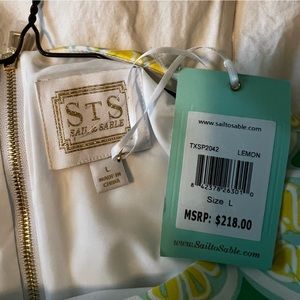 STS
SAIL to SABLE
L
MADE IN
CHINA
www.sailtosable.com
TXSP2042 LEMON
Size L
MSRP: $218.00
www.SailtoSable.com